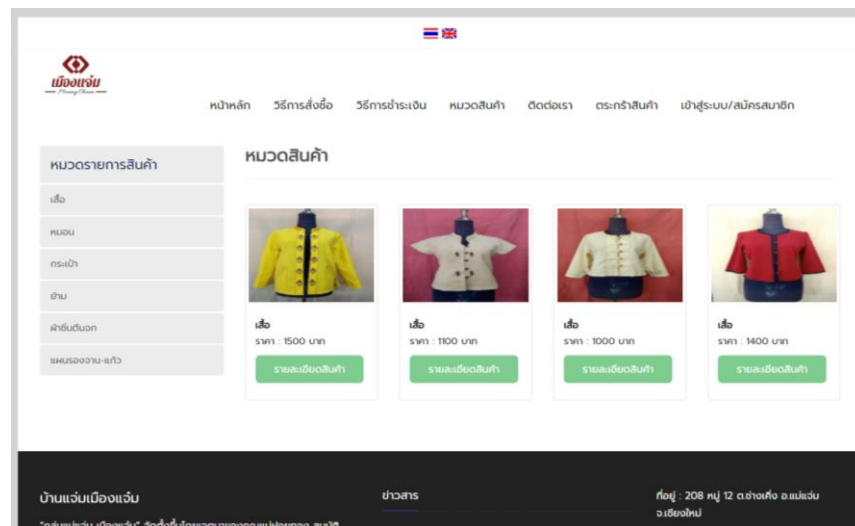 เมืองแจ๋ม
หน้าหลัก วิธีการสั่งซื้อ วิธีการชำระเงิน หมวดสินค้า ติดต่อเรา ตระกร้าสินค้า เข้าสู่ระบบ/สมัครสมาชิก
หมวดรายการสินค้า
เสื้อ
หมอน
กระเป๋า
ย่าม
ผ้าซิ่นตีนจก
แผนรองจาน-แก้ว
หมวดสินค้า
เสื้อ
ราคา : 1500 บาท
รายละเอียดสินค้า
เสื้อ
ราคา : 1100 บาท
รายละเอียดสินค้า
เสื้อ
ราคา : 1000 บาท
รายละเอียดสินค้า
เสื้อ
ราคา : 1400 บาท
รายละเอียดสินค้า
บ้านแจ่มเมืองแจ๋ม
ข่าวสาร
ที่อยู่ : 208 หมู่ 12 ต.ช่างเคิ่ง อ.แม่แจ่ม
จ.เชียงใหม่